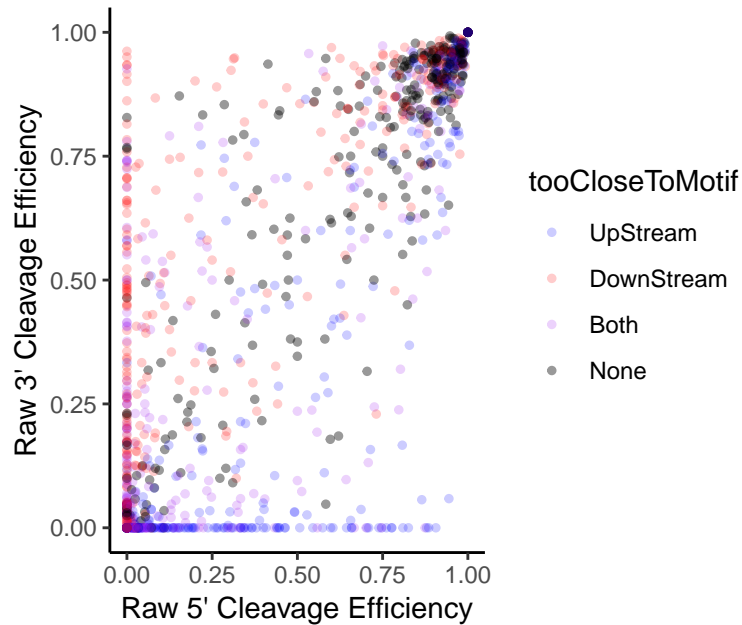 1.00
0.75
0.50
0.25
0.00
Raw 3' Cleavage Efficiency
0.00 0.25 0.50 0.75 1.00
Raw 5' Cleavage Efficiency
tooCloseToMotif
UpStream
DownStream
Both
None